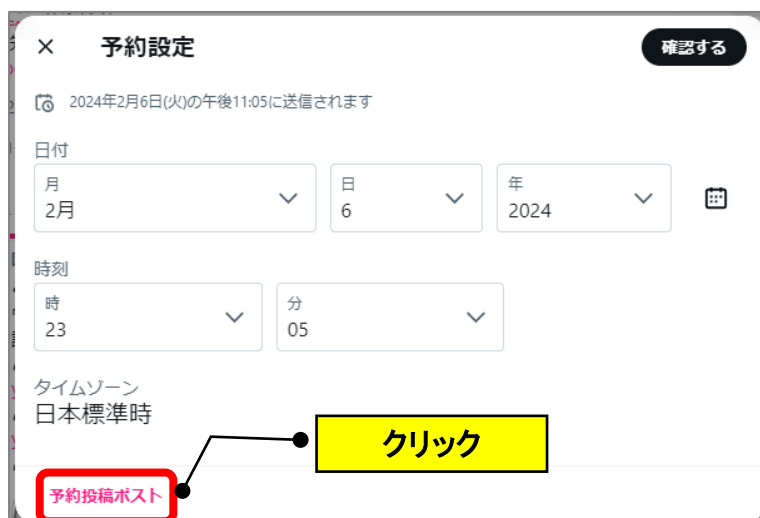 予約設定
確認する
2024年2月6日(火)の午後11:05に送信されます
日付
月
2月
日
6
年
2024
時刻
時
23
分
05
タイムゾーン
日本標準時
クリック
予約投稿ポスト